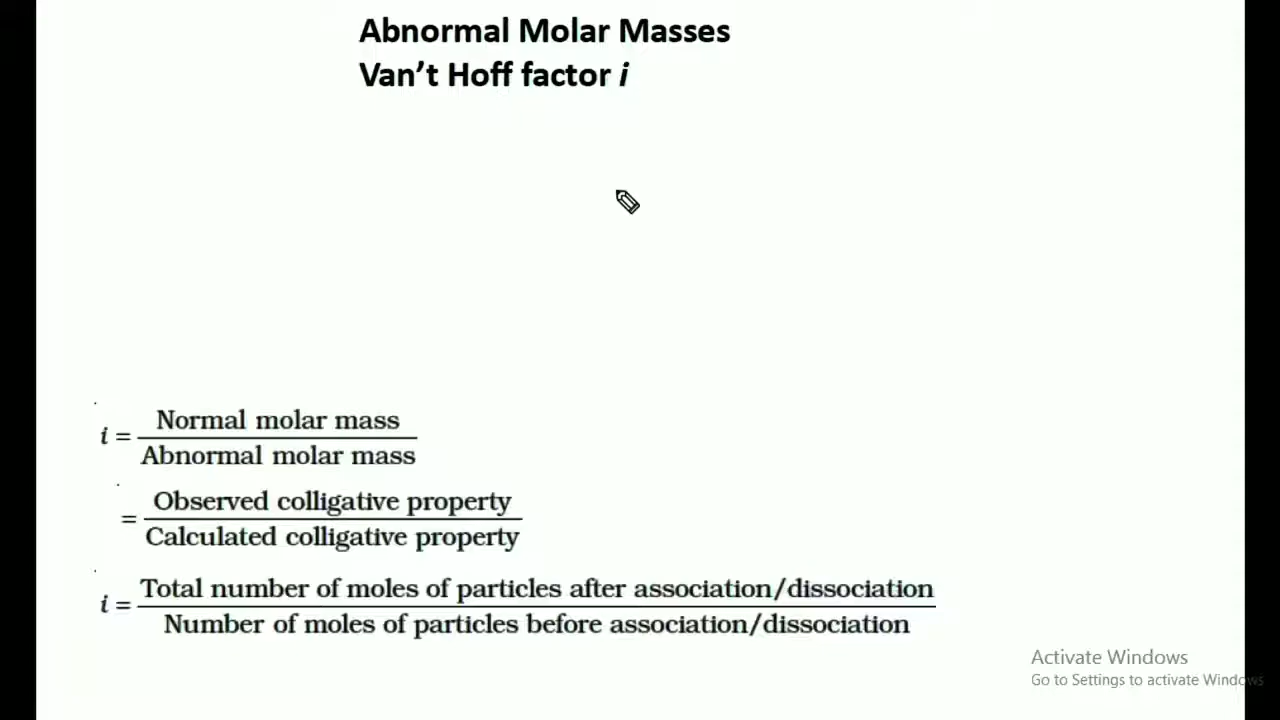 Abnormal Molar Masses
Van’t Hoff factor i
i = Normal molar mass
Abnormal molar mass
= Observed colligative property
Calculated colligative property
i = Total number of moles of particles after association/dissociation
Number of moles of particles before association/dissociation
Activate Windows
Go to Settings to activate Windows